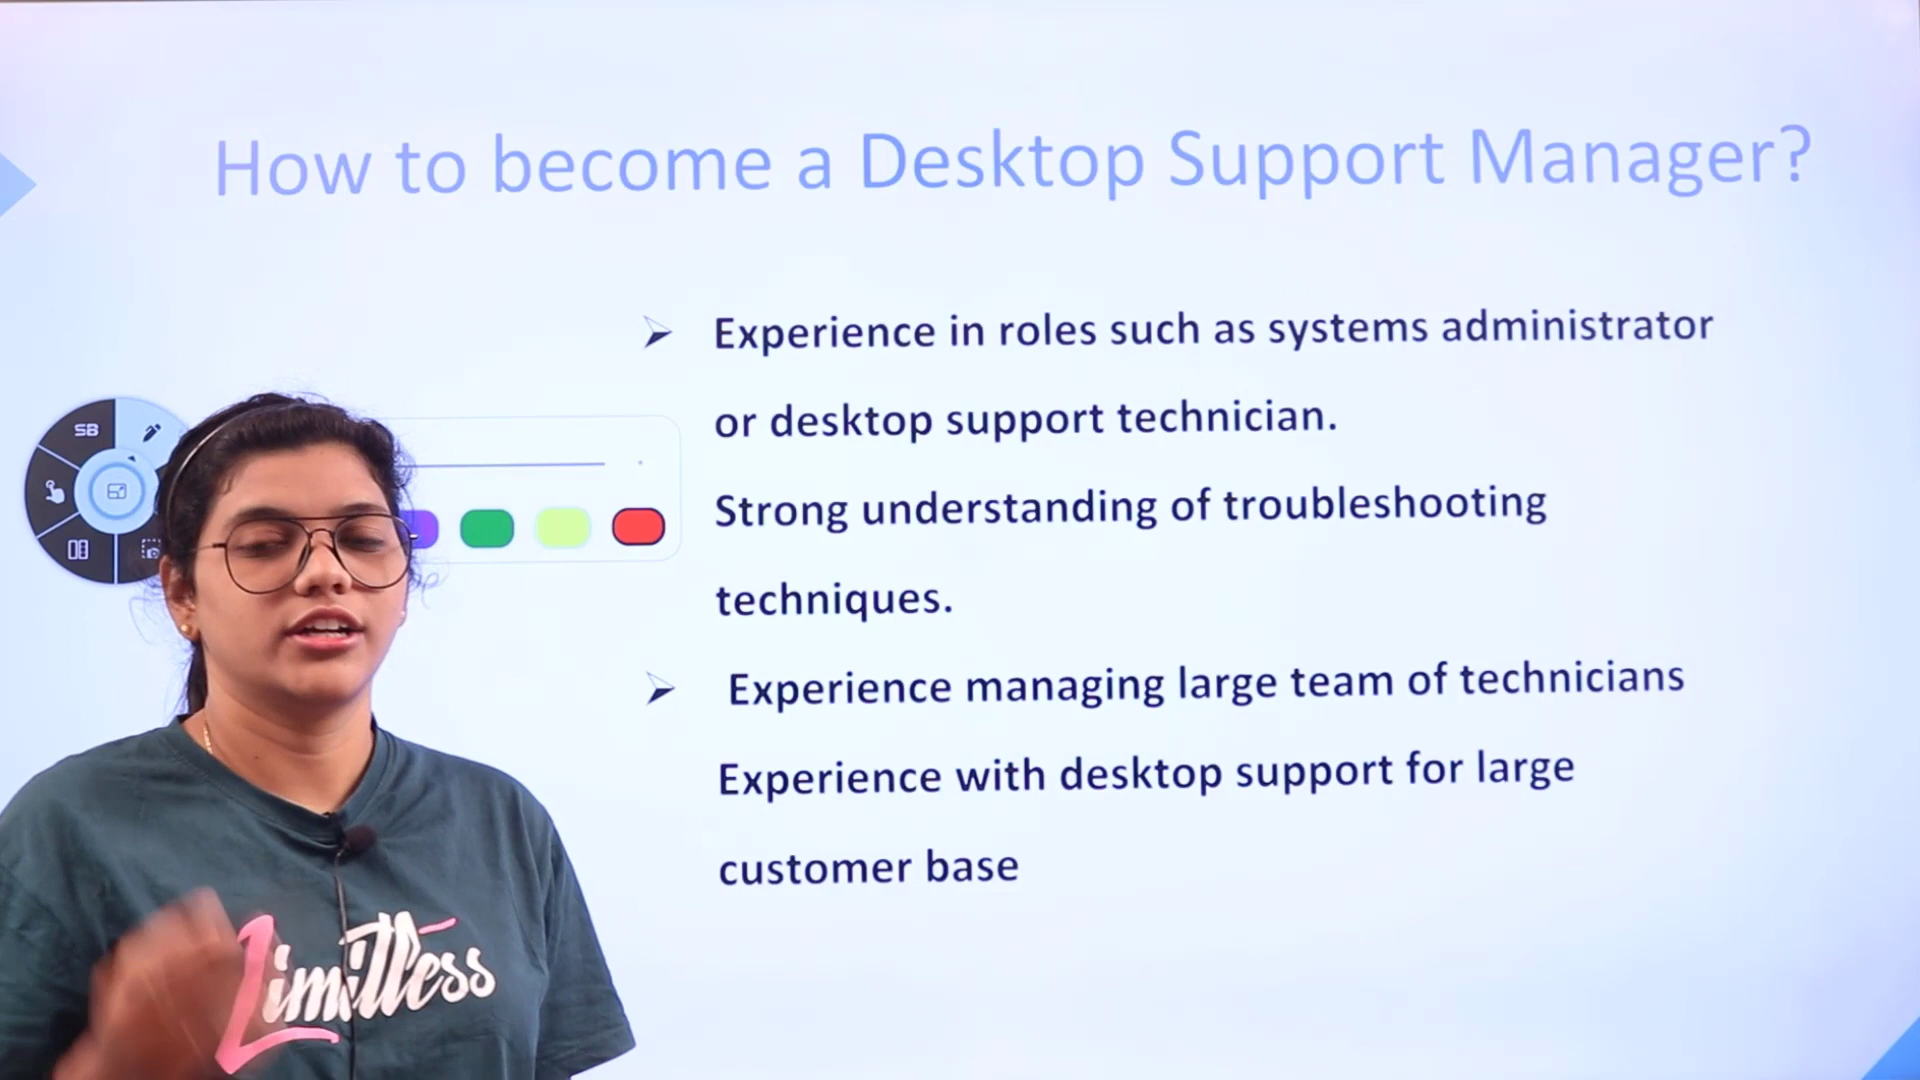 How to become a Desktop Support Manager?
Experience in roles such as systems administrator
or desktop support technician.
Strong understanding of troubleshooting
techniques.
Experience managing large team of technicians
Experience with desktop support for large
customer base
SB
Limitless